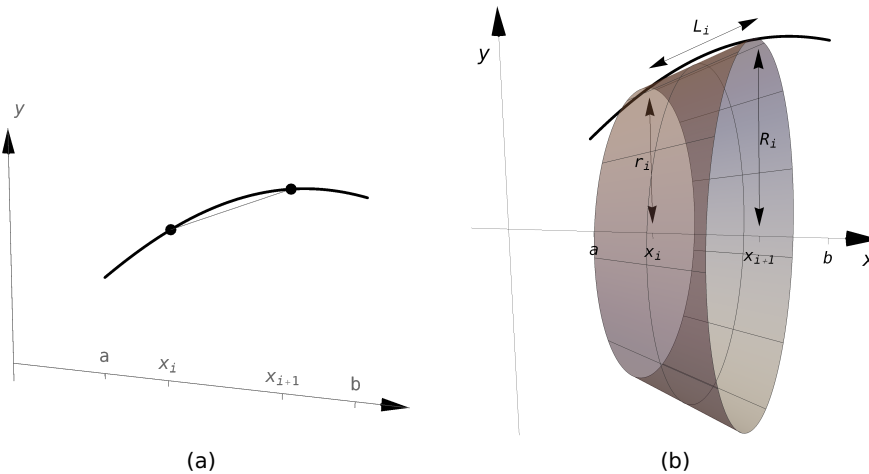 y
a
x_i
x_{i+1}
b
(a)
y
L_i
R_i
r_i
a
x_i
x_{i+1}
b
x
(b)